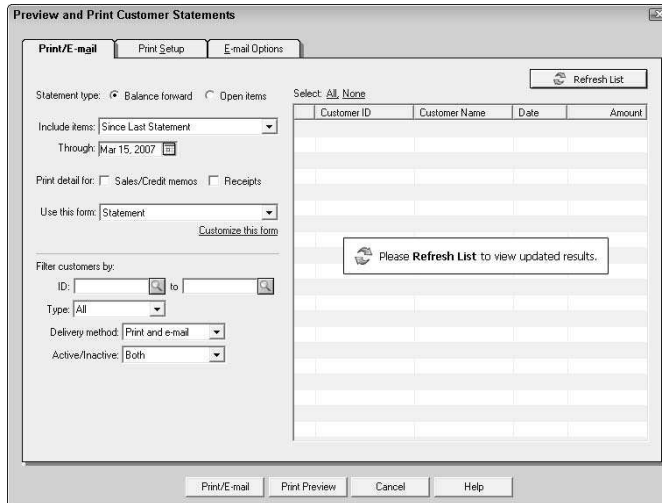 Preview and Print Customer Statements
Print/E-mail
Print Setup
E-mail Options
Refresh List
Statement type: Balance forward Open items
Select: All, None
Customer ID Customer Name Date Amount
Include items: Since Last Statement
Through: Mar 15, 2007
Print detail for: Sales/Credit memos Receipts
Use this form: Statement
Customize this form
Please Refresh List to view updated results.
Filter customers by:
ID: to
Type: All
Delivery method: Print and e-mail
Active/Inactive: Both
Print/E-mail Print Preview Cancel Help